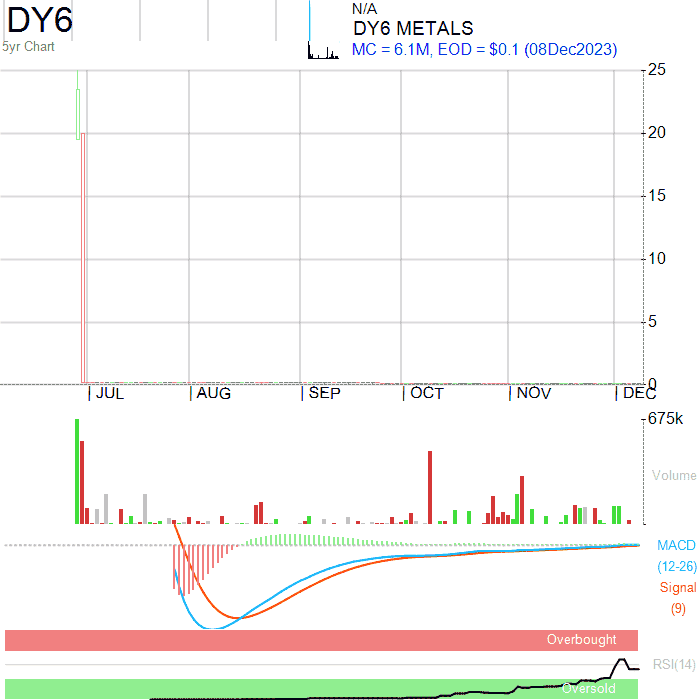 DY6
N/A
DY6 METALS
5yr Chart
MC = 6.1M, EOD = $0.1 (08Dec2023)
25
20
15
10
5
0
JUL AUG SEP OCT NOV DEC
675k
Volume
MACD
(12-26)
Signal
(9)
Overbought
RSI(14)
Oversold